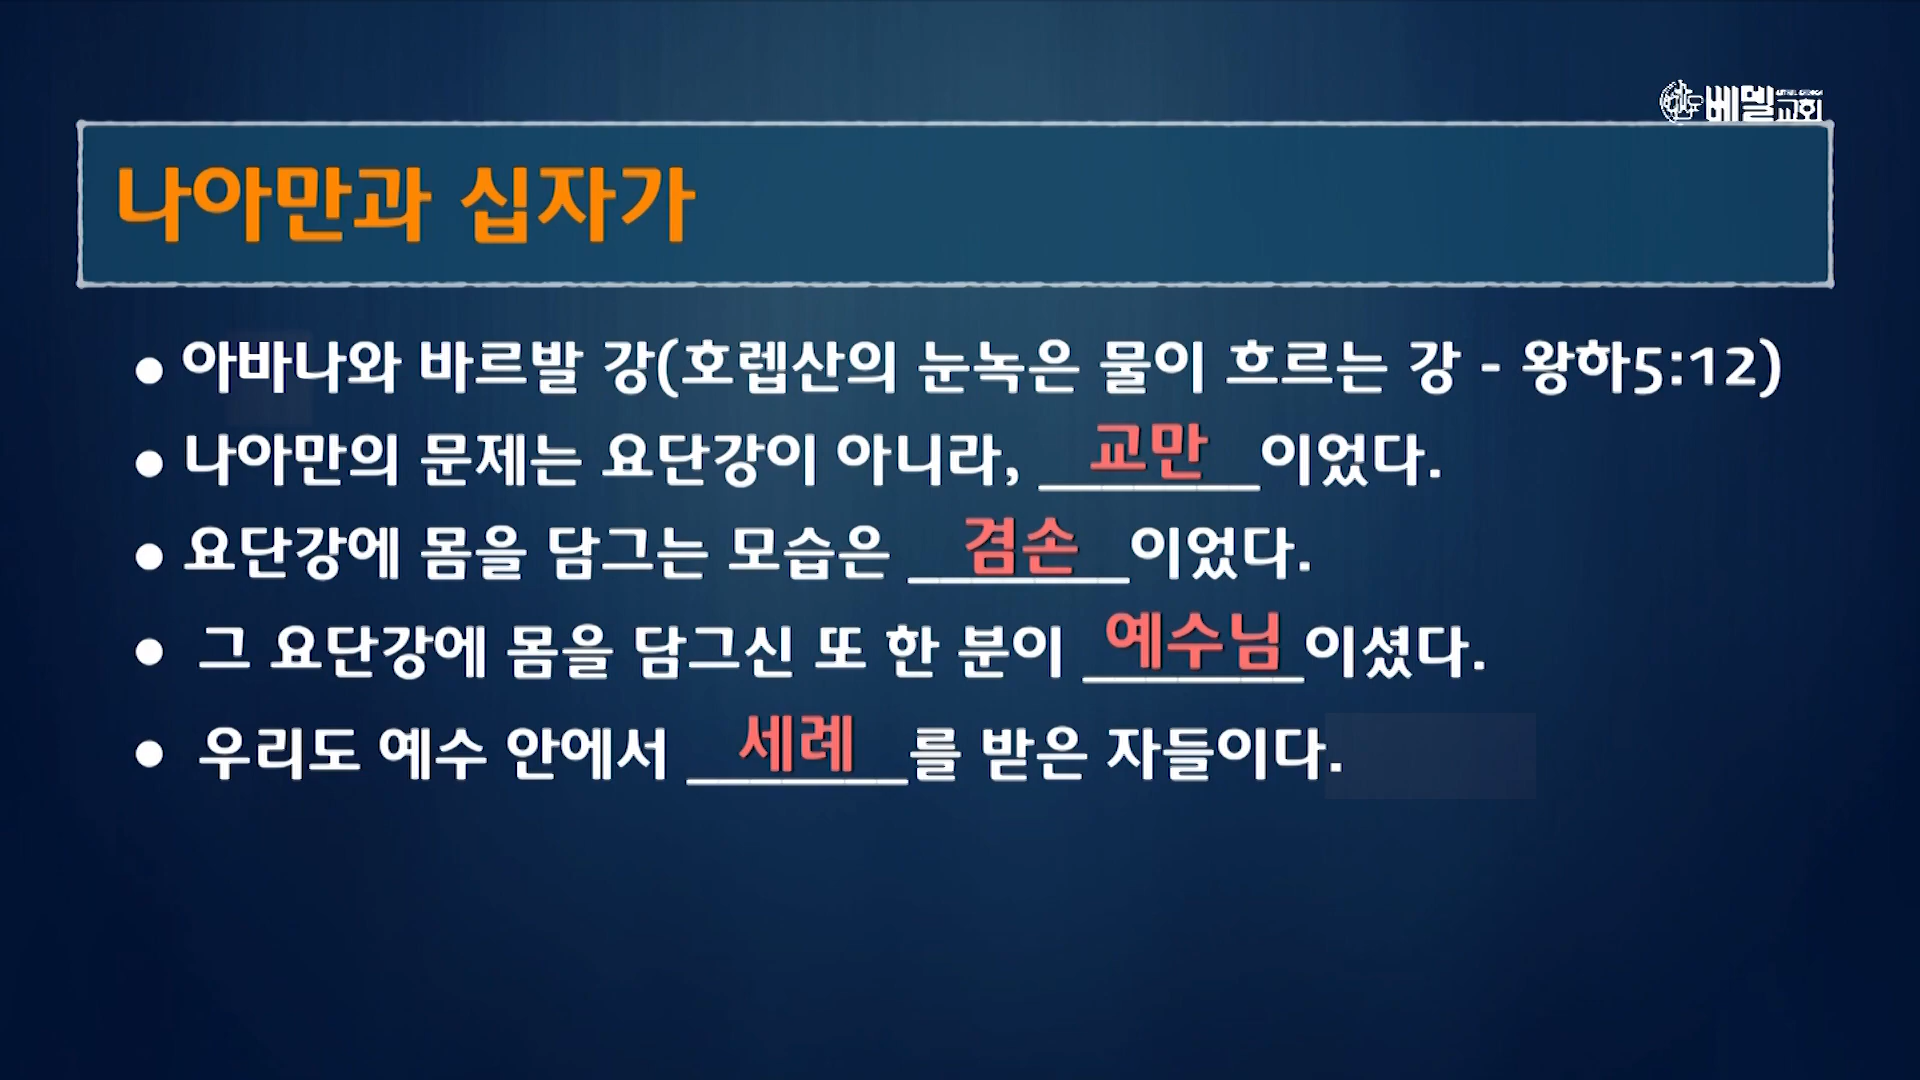 베델교회
나아만과 십자가
● 아바나와 바르발 강(호렙산의 눈녹은 물이 흐르는 강 - 왕하5:12)
● 나아만의 문제는 요단강이 아니라, 교만이었다.
● 요단강에 몸을 담그는 모습은 겸손이었다.
● 그 요단강에 몸을 담그신 또 한 분이 예수님이셨다.
● 우리도 예수 안에서 세례를 받은 자들이다.